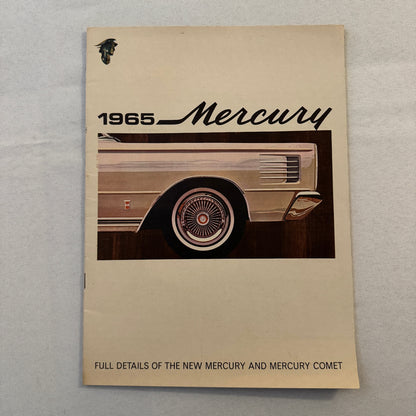 1965 Mercury
FULL DETAILS OF THE NEW MERCURY AND MERCURY COMET